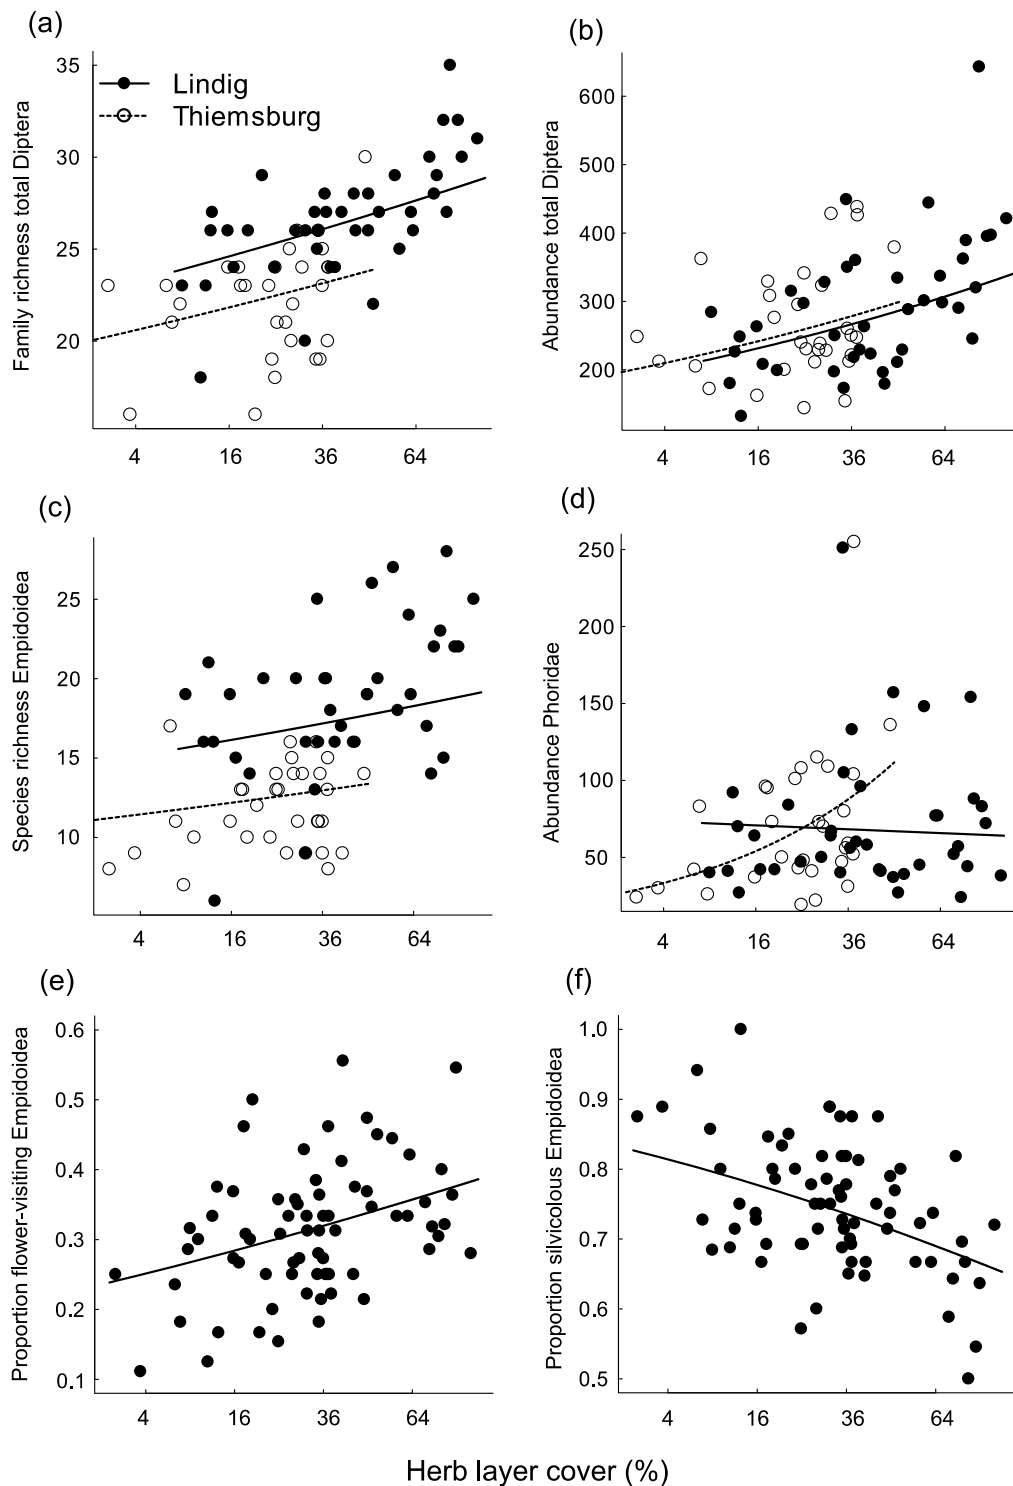 (a)
Family richness total Diptera
35
30
25
20
Lindig
Thiemsburg
4 16 36 64
(b)
Abundance total Diptera
600
500
400
300
200
4 16 36 64
(c)
Species richness Empidoidea
25
20
15
10
4 16 36 64
(d)
Abundance Phoridae
250
200
150
100
50
4 16 36 64
(e)
Proportion flower-visiting Empidoidea
0.6
0.5
0.4
0.3
0.2
0.1
4 16 36 64
(f)
Proportion silvicolous Empidoidea
1.0
0.9
0.8
0.7
0.6
0.5
4 16 36 64
Herb layer cover (%)